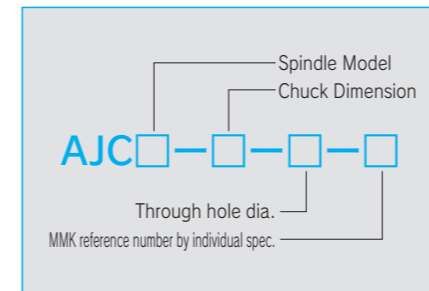 Spindle Model
Chuck Dimension
AJC□−□−□−□
Through hole dia.
MMK reference number by individual spec.